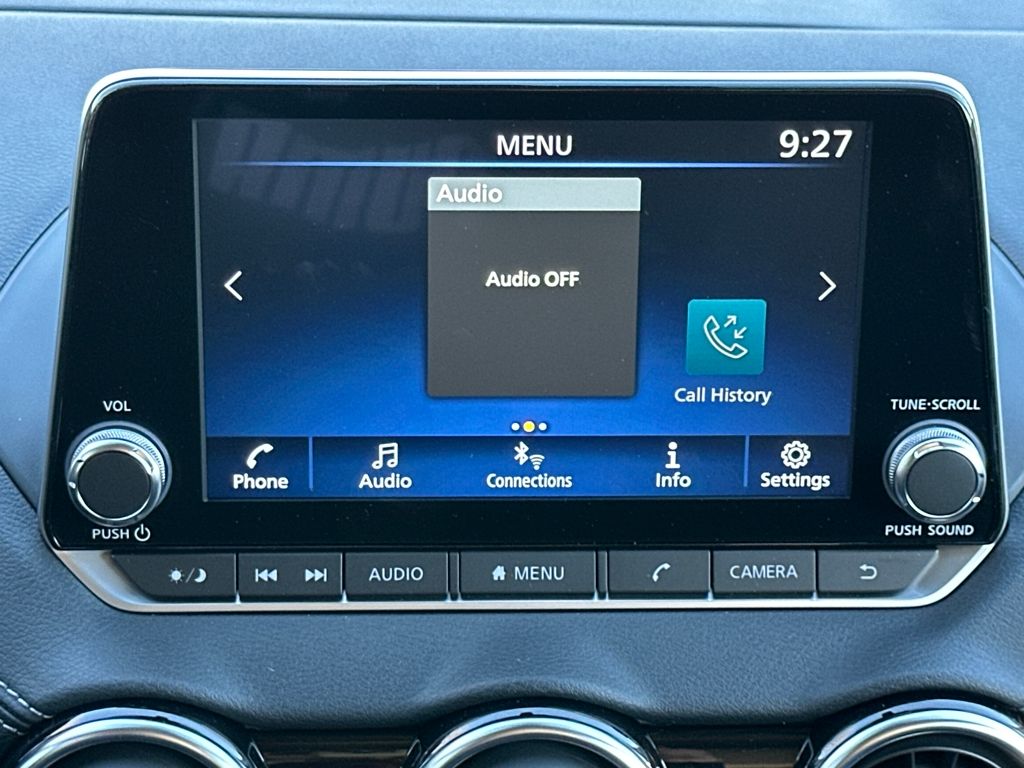 MENU
9:27
Audio
Audio OFF
Call History
VOL
TUNE·SCROLL
Phone
Audio
Connections
Info
Settings
PUSH
PUSH SOUND
AUDIO
MENU
CAMERA